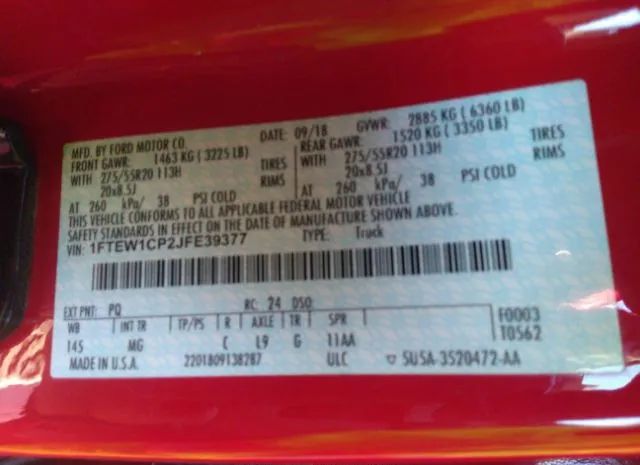 MFD. BY FORD MOTOR CO. DATE: 09/18 GVWR: 2885 KG ( 6360 LB)
FRONT GAWR: 1463 KG ( 3225 LB) REAR GAWR: 1520 KG ( 3350 LB)
WITH 275/55R20 113H TIRES WITH 275/55R20 113H TIRES
20x8.5J RIMS 20x8.5J RIMS
AT 260 kPa/ 38 PSI COLD AT 260 kPa/ 38 PSI COLD
THIS VEHICLE CONFORMS TO ALL APPLICABLE FEDERAL MOTOR VEHICLE
SAFETY STANDARDS IN EFFECT ON THE DATE OF MANUFACTURE SHOWN ABOVE.
VIN: 1FTEW1CP2JFE39377 TYPE: Truck
EXT PNT: PQ RC: 24 DSO F0003
WB INT TR TP/PS R AXLE TR SPR T0562
145 MG C L9 G 11AA
MADE IN U.S.A. 2201809138287 ULC 5U5A-3520472-AA